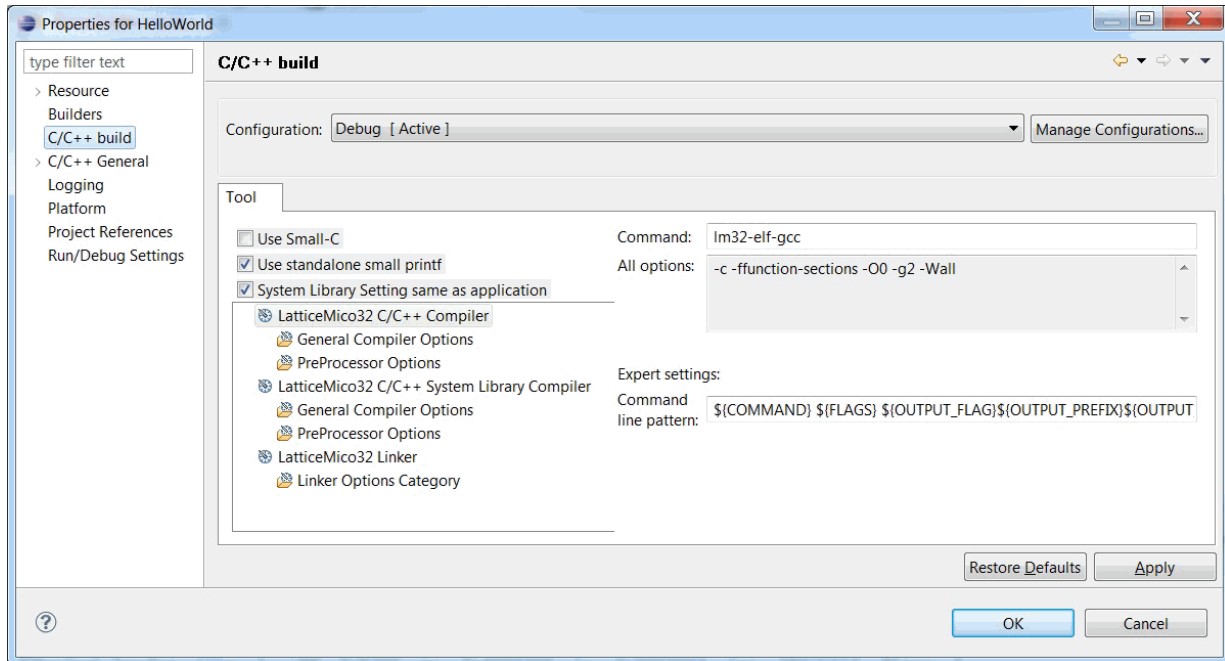 Properties for HelloWorld
type filter text
Resource
Builders
C/C++ build
C/C++ General
Logging
Platform
Project References
Run/Debug Settings
C/C++ build
Configuration: Debug [ Active ] Manage Configurations...
Tool
Use Small-C
Use standalone small printf
System Library Setting same as application
LatticeMico32 C/C++ Compiler
General Compiler Options
PreProcessor Options
LatticeMico32 C/C++ System Library Compiler
General Compiler Options
PreProcessor Options
LatticeMico32 Linker
Linker Options Category
Command: lm32-elf-gcc
All options: -c -ffunction-sections -O0 -g2 -Wall
Expert settings:
Command
line pattern: ${COMMAND} ${FLAGS} ${OUTPUT_FLAG}${OUTPUT_PREFIX}${OUTPUT
Restore Defaults Apply
OK Cancel